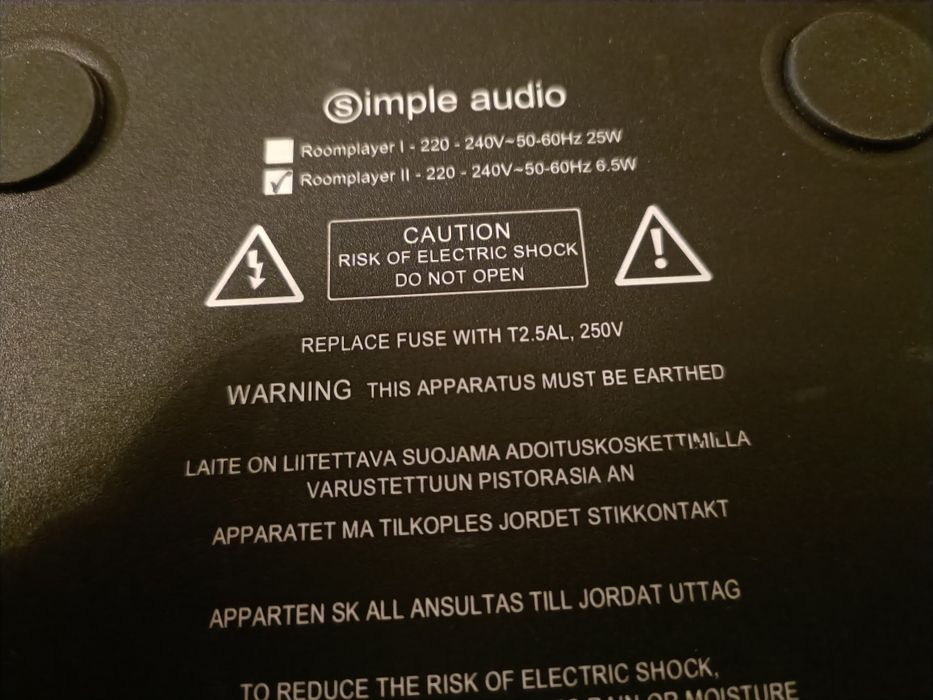 simple audio
Roomplayer I - 220 - 240V~50-60Hz 25W
Roomplayer II - 220 - 240V~50-60Hz 6.5W
CAUTION
RISK OF ELECTRIC SHOCK
DO NOT OPEN
REPLACE FUSE WITH T2.5AL, 250V
WARNING THIS APPARATUS MUST BE EARTHED
LAITE ON LIITETTAVA SUOJAMA ADOITUSKOSKETTIMILLA
VARUSTETTUUN PISTORASIA AN
APPARATET MA TILKOPLES JORDET STIKKONTAKT
APPARTEN SK ALL ANSULTAS TILL JORDAT UTTAG
TO REDUCE THE RISK OF ELECTRIC SHOCK,
RAIN OR MOISTURE